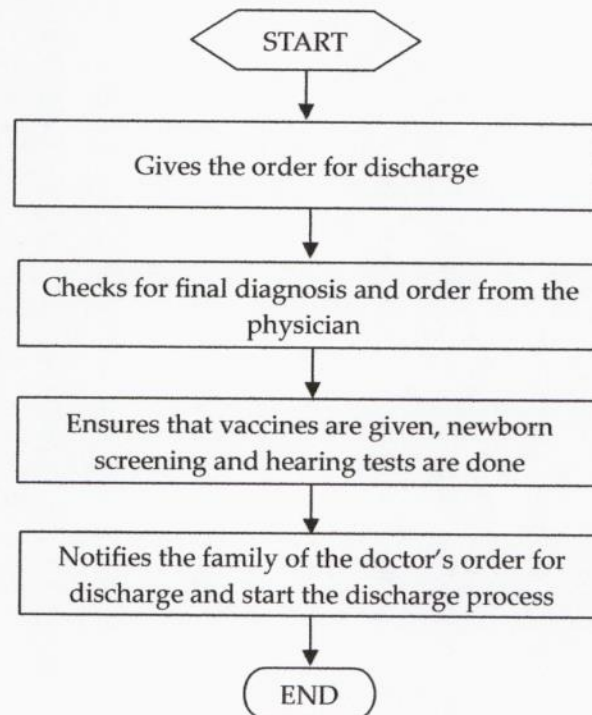 START
Gives the order for discharge
Checks for final diagnosis and order from the
physician
Ensures that vaccines are given, newborn
screening and hearing tests are done
Notifies the family of the doctor's order for
discharge and start the discharge process
END